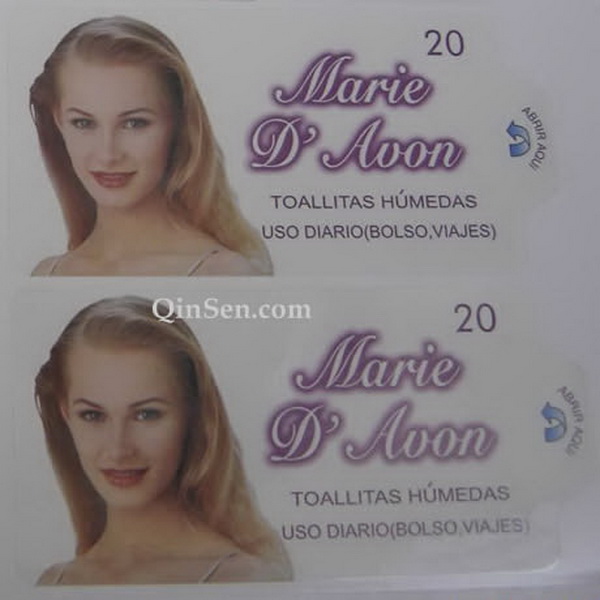 20
Marie
D' Avon
ABRIR AQUI
TOALLITAS HÚMEDAS
USO DIARIO(BOLSO,VIAJES)
QinSen.com
20
Marie
D' Avon
ABRIR AQUI
TOALLITAS HÚMEDAS
USO DIARIO(BOLSO,VIAJES)